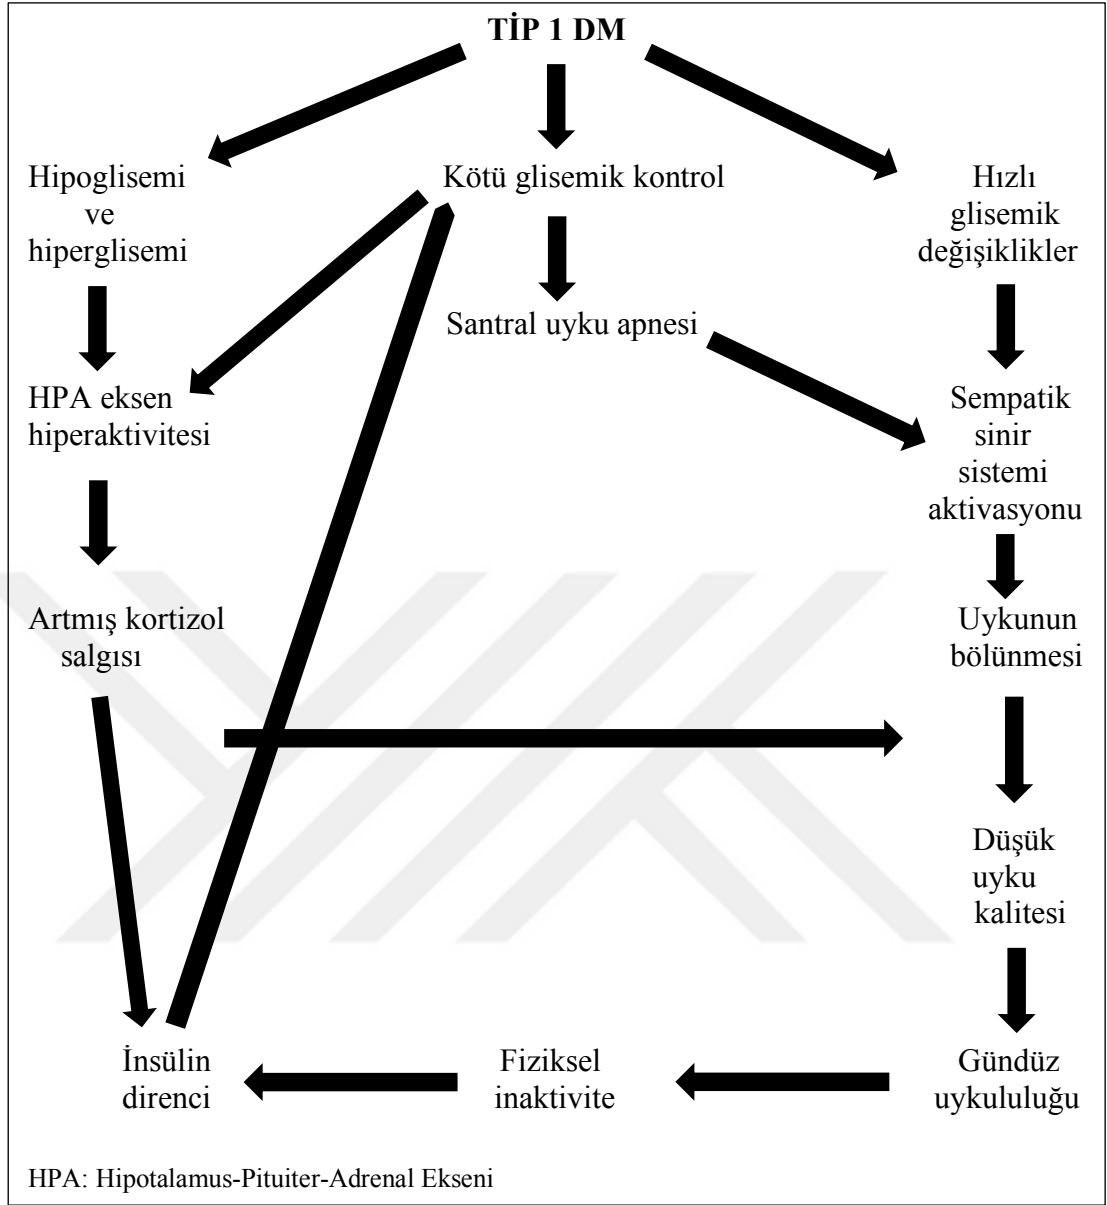 TİP 1 DM
Hipoglisemi
ve
hiperglisemi
Kötü glisemik kontrol
Hızlı
glisemik
değişiklikler
Santral uyku apnesi
HPA eksen
hiperaktivitesi
Sempatik
sinir
sistemi
aktivasyonu
Artmış kortizol
salgısı
Uykunun
bölünmesi
Düşük
uyku
kalitesi
İnsülin
direnci
Fiziksel
inaktivite
Gündüz
uykululuğu
HPA: Hipotalamus-Pituiter-Adrenal Ekseni